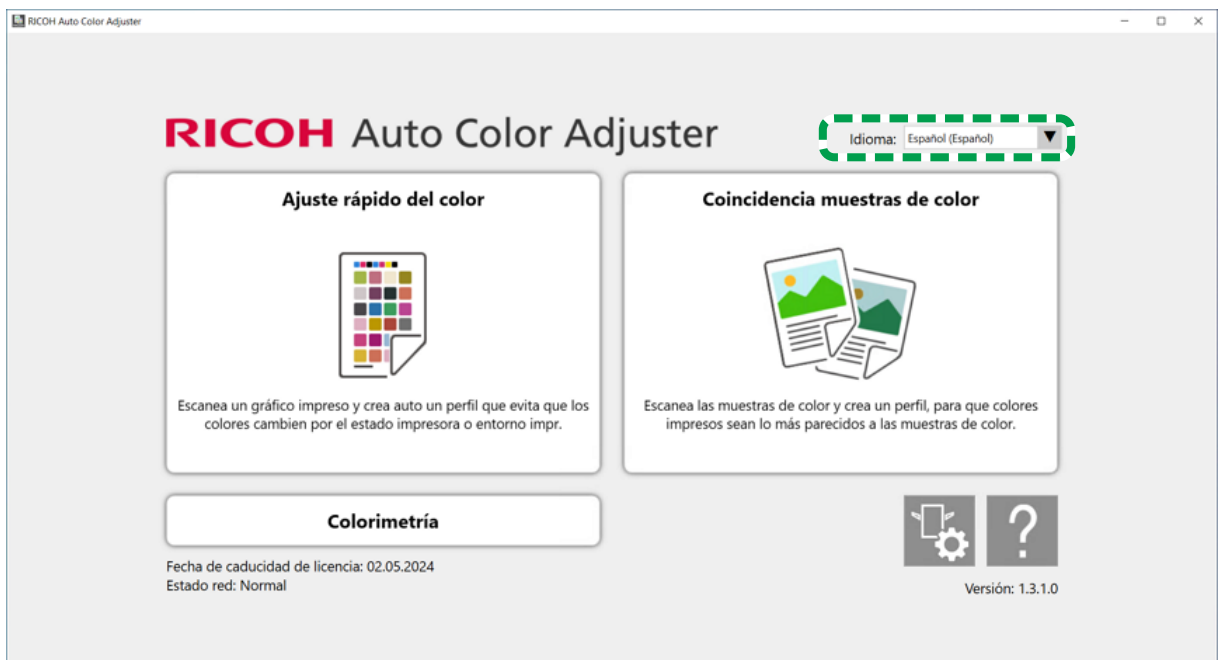 RICOH Auto Color Adjuster
RICOH Auto Color Adjuster
Idioma: Español (Español)
Ajuste rápido del color
Escanea un gráfico impreso y crea auto un perfil que evita que los
colores cambien por el estado impresora o entorno impr.
Coincidencia muestras de color
Escanea las muestras de color y crea un perfil, para que colores
impresos sean lo más parecidos a las muestras de color.
Colorimetría
?
Fecha de caducidad de licencia: 02.05.2024
Estado red: Normal
Versión: 1.3.1.0